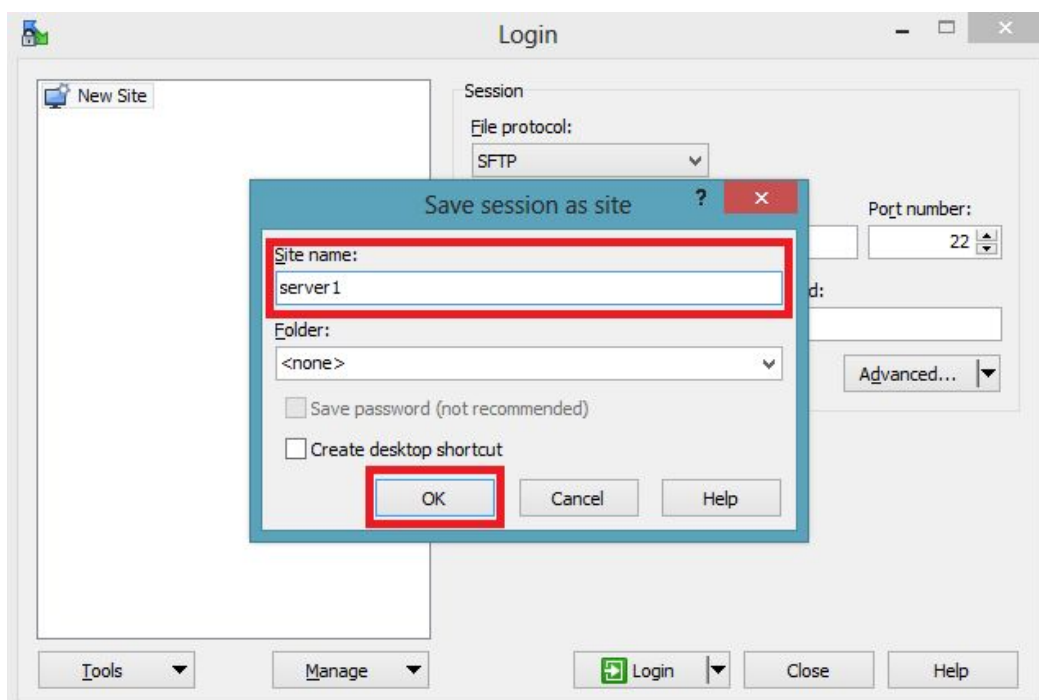 Login
New Site
Session
File protocol:
SFTP
Port number:
22
d:
Advanced...
Save session as site
?
Site name:
server1
Folder:
<none>
Save password (not recommended)
Create desktop shortcut
OK
Cancel
Help
Tools
Manage
Login
Close
Help